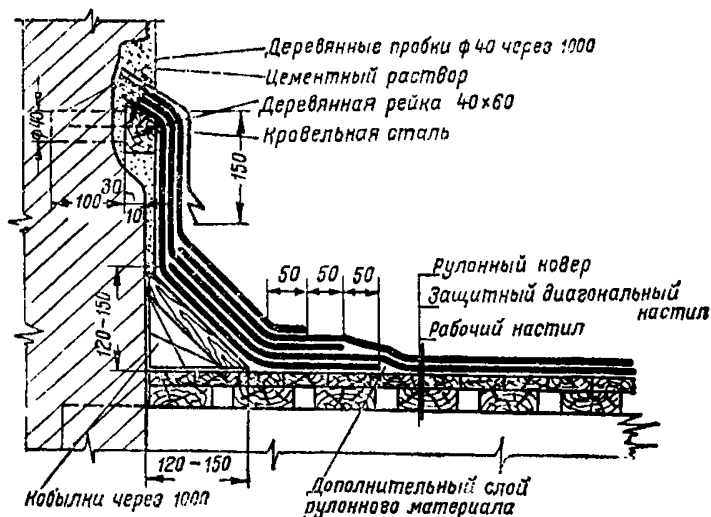 Деревянные пробки ф 40 через 1000
Цементный раствор
Деревянная рейка 40×60
Кровельная сталь
ф 40
150
30
100
10
50 50 50
Рулонный ковер
Защитный диагональный
настил
Рабочий настил
120-150
120-150
Кобылки через 1000
Дополнительный слой
рулонного материала